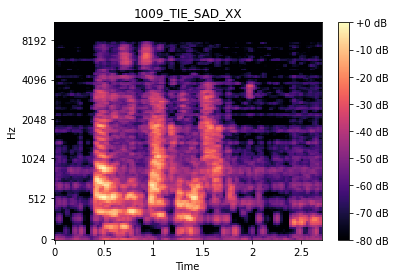 1009_TIE_SAD_XX
8192
4096
2048
1024
512
0
Hz
0
0.5
1
1.5
2
2.5
Time
+0 dB
-10 dB
-20 dB
-30 dB
-40 dB
-50 dB
-60 dB
-70 dB
-80 dB